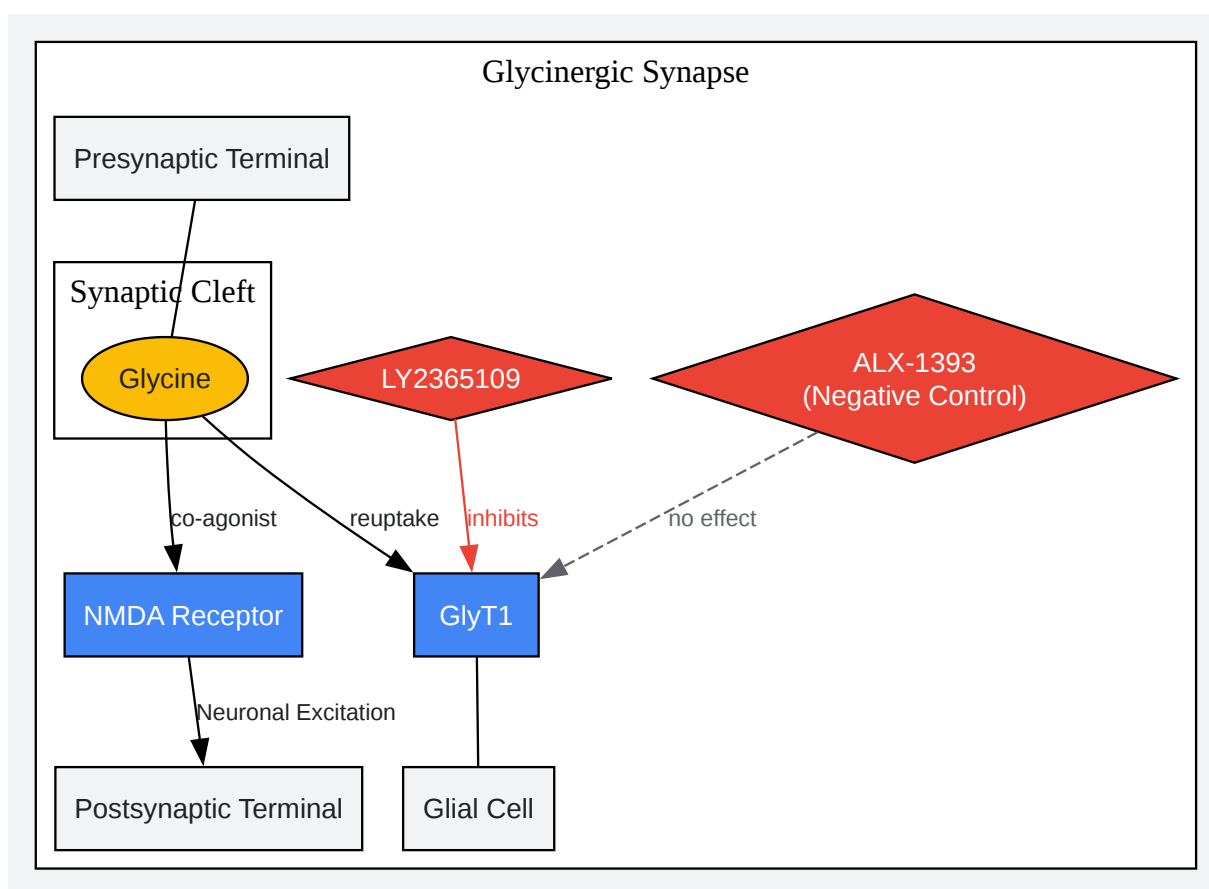 Glycinergic Synapse
Presynaptic Terminal
Synaptic Cleft
Glycine
LY2365109
ALX-1393
(Negative Control)
co-agonist
reuptake
inhibits
no effect
NMDA Receptor
GlyT1
Neuronal Excitation
Postsynaptic Terminal
Glial Cell